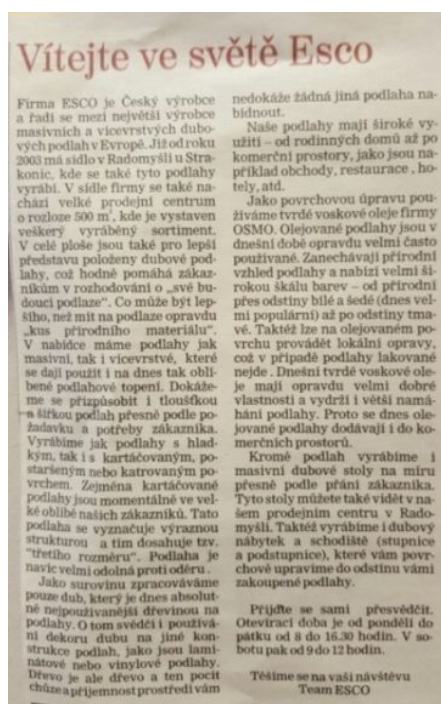 Vítejte ve světě Esco
Firma ESCO je Český výrobce
a řadí se mezi největší výrobce
masivních a vícevrstvých dubo-
vých podlah v Evropě. Již od roku
2003 má sídlo v Radomyšli u Stra-
konic, kde se také tyto podlahy
vyrábí. V sídle firmy se také na-
chází velké prodejní centrum
o rozloze 500 m², kde je vystaven
veškerý vyráběný sortiment.
V celé ploše jsou také pro lepší
představu položeny dubové pod-
lahy, což hodně pomáhá zákaz-
níkům v rozhodování o „své bu-
doucí podlaze“. Co může být lep-
šího, než mít na podlaze opravdu
„kus přírodního materiálu“.
V nabídce máme podlahy jak
masivní, tak i vícevrstvé, které
se dají použít i na dnes tak oblí-
bené podlahové topení. Dokáže-
me se přizpůsobit i tloušťkou
a šířkou podlah přesně podle po-
žadavku a potřeby zákazníka.
Vyrábíme jak podlahy s hlad-
kým, tak i s kartáčovaným, po-
staršeným nebo katrovaným po-
vrchem. Zejména kartáčované
podlahy jsou momentálně ve vel-
ké oblibě našich zákazníků. Tato
podlaha se vyznačuje výraznou
strukturou a tím dosahuje tzv.
"třetího rozměru". Podlaha je
navíc velmi odolná proti oděru .
Jako surovinu zpracováváme
pouze dub, který je dnes absolut-
ně nejpoužívanější dřevinou na
podlahy. O tom svědčí i používá-
ní dekoru dubu na jiné kon-
strukce podlah, jako jsou lami-
nátové nebo vinylové podlahy.
Dřevo je ale dřevo a ten pocit
chůze a příjemnost prostředí vám
nedokáže žádná jiná podlaha na-
bídnout.
Naše podlahy mají široké vy-
užití – od rodinných domů až po
komerční prostory, jako jsou na-
příklad obchody, restaurace , ho-
tely, atd.
Jako povrchovou úpravu pou-
žíváme tvrdé voskové oleje firmy
OSMO. Olejované podlahy jsou v
dnešní době opravdu velmi často
používané. Zanechávají přírodní
vzhled podlahy a nabízí velmi ši-
rokou škálu barev – od přírodní
přes odstíny bílé a šedé (dnes vel-
mi populární) až po odstíny tma-
vé. Taktéž lze na olejovaném po-
vrchu provádět lokální opravy,
což v případě podlahy lakované
nejde . Dnešní tvrdé voskové ole-
je mají opravdu velmi dobré
vlastnosti a vydrží i větší namá-
hání podlahy. Proto se dnes ole-
jované podlahy dodávají i do ko-
merčních prostorů.
Kromě podlah vyrábíme i
masivní dubové stoly na míru
přesně podle přání zákazníka.
Tyto stoly můžete také vidět v na-
šem prodejním centru v Rado-
myšli. Taktéž vyrábíme i dubový
nábytek a schodiště (stupnice
a podstupnice), které vám povr-
chově upravíme do odstínu vámi
zakoupené podlahy.
Přijďte se sami přesvědčit.
Otevírací doba je od pondělí do
pátku od 8 do 16.30 hodin. V so-
botu pak od 9 do 12 hodin.
Těšíme se na vaši návštěvu
Team ESCO